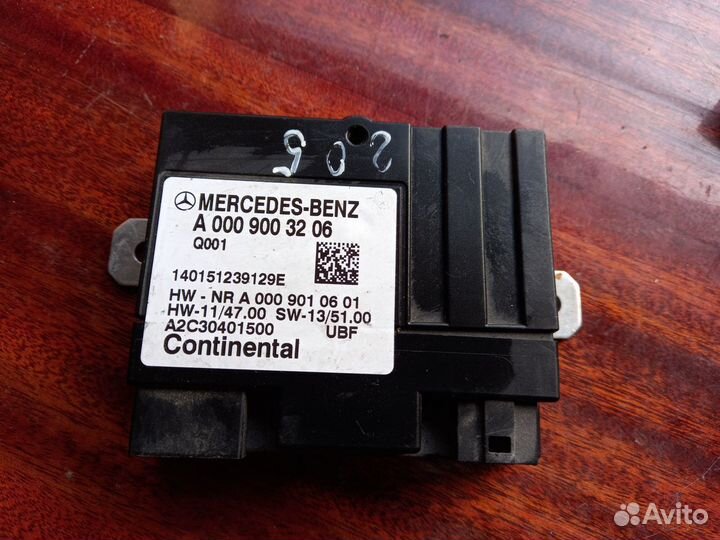 205
MERCEDES-BENZ
A 000 900 32 06
Q001
140151239129E
HW - NR A 000 901 06 01
HW-11/47.00 SW-13/51.00
A2C30401500 UBF
Continental
Avito